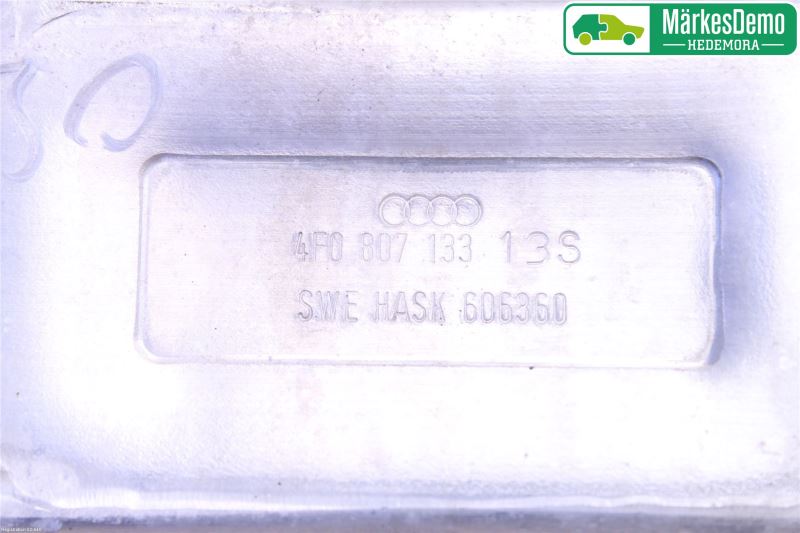 MärkesDemo
HEDEMORA
4F0 807 133 13S
SWE HASK 606360